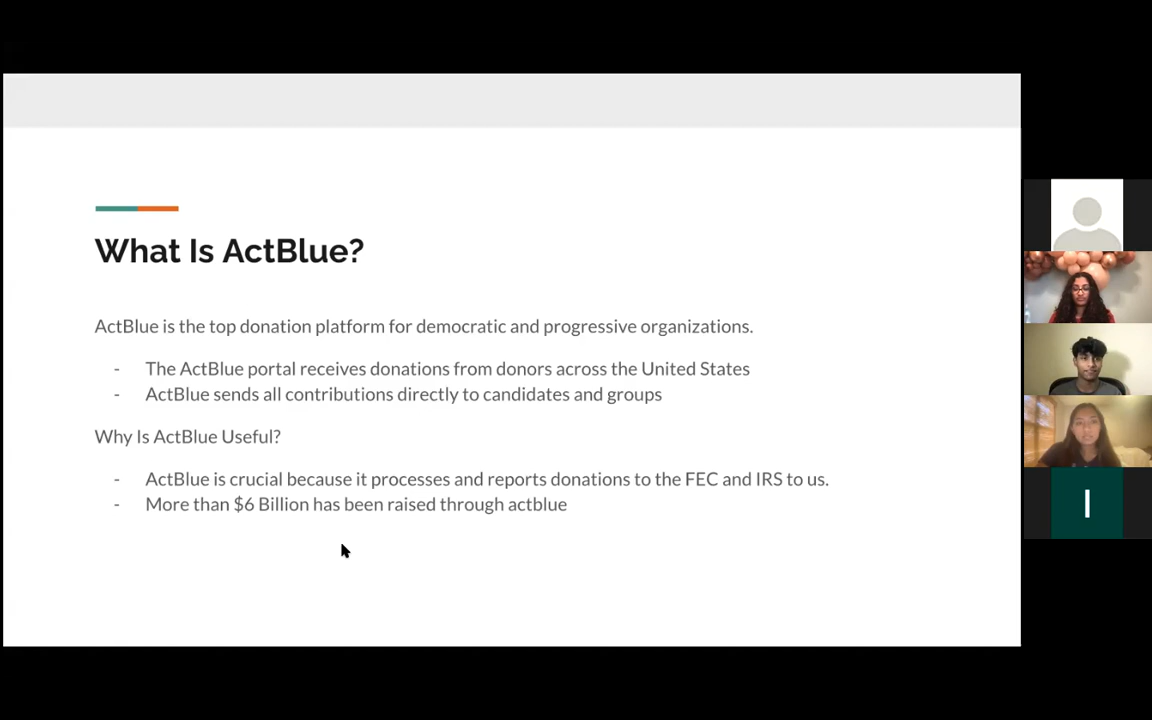 What Is ActBlue?
ActBlue is the top donation platform for democratic and progressive organizations.
- The ActBlue portal receives donations from donors across the United States
- ActBlue sends all contributions directly to candidates and groups
Why Is ActBlue Useful?
- ActBlue is crucial because it processes and reports donations to the FEC and IRS to us.
- More than $6 Billion has been raised through actblue
I